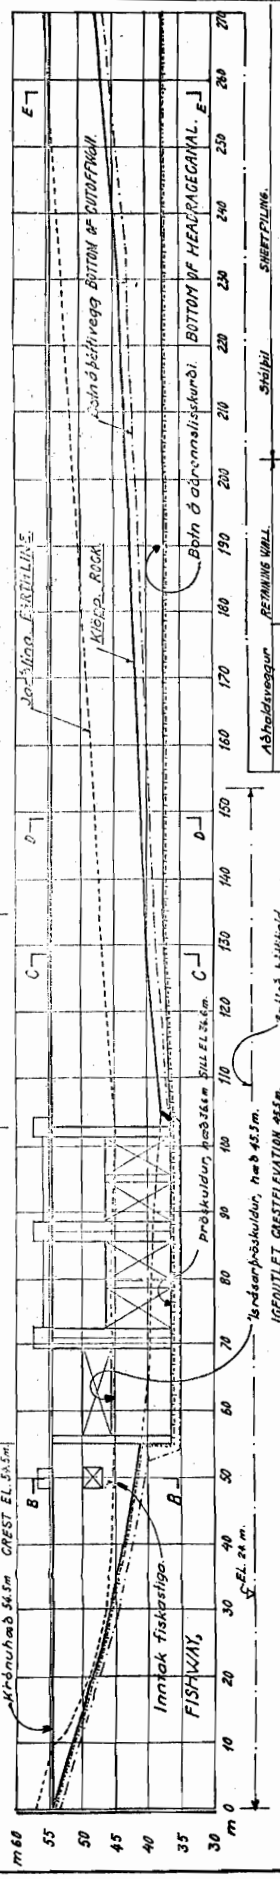 m 60
55
50
45
40
35
30
m 0
10
20
30
40
50
60
70
80
90
100
110
120
130
140
150
160
170
180
190
200
210
220
230
240
250
260
270
Krónuhæð 54.5m CREST EL. 54.5m.
B
B
C
C
D
D
E
E
Inntak fiskastiga.
FISHWAY,
EL. 24 m.
Þröskuldur, hæð 36.6m SILL EL 36.6m.
Ísrásarþröskuldur, hæð 45.5m.
ICEOUTLET CRESTELEVATION 45.5m.
Jarðlína EARTHLINE
Klöpp. ROCK
Botn á þéttivegg BOTTOM OF CUTOFFWALL.
Botn á aðrennslisskurði. BOTTOM OF HEADRACECANAL.
Aðhaldsveggur RETAINING WALL.
Stálþil SHEETPILING.